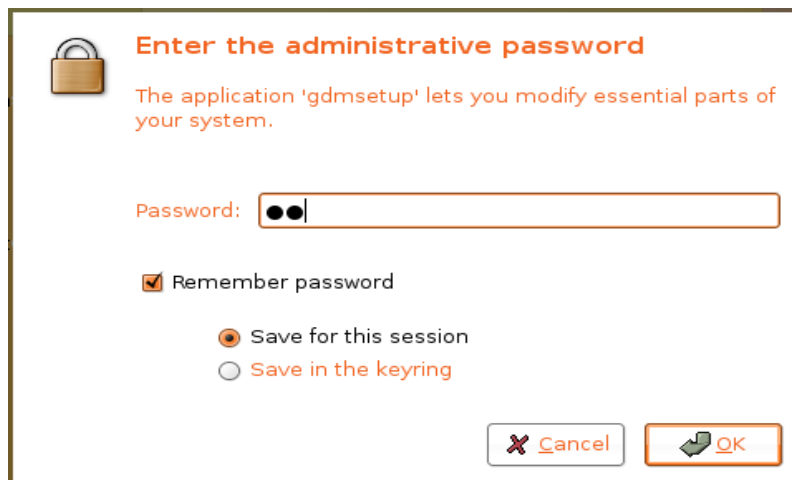 Enter the administrative password
The application 'gdmsetup' lets you modify essential parts of
your system.
Password: ●●
Remember password
Save for this session
Save in the keyring
Cancel OK